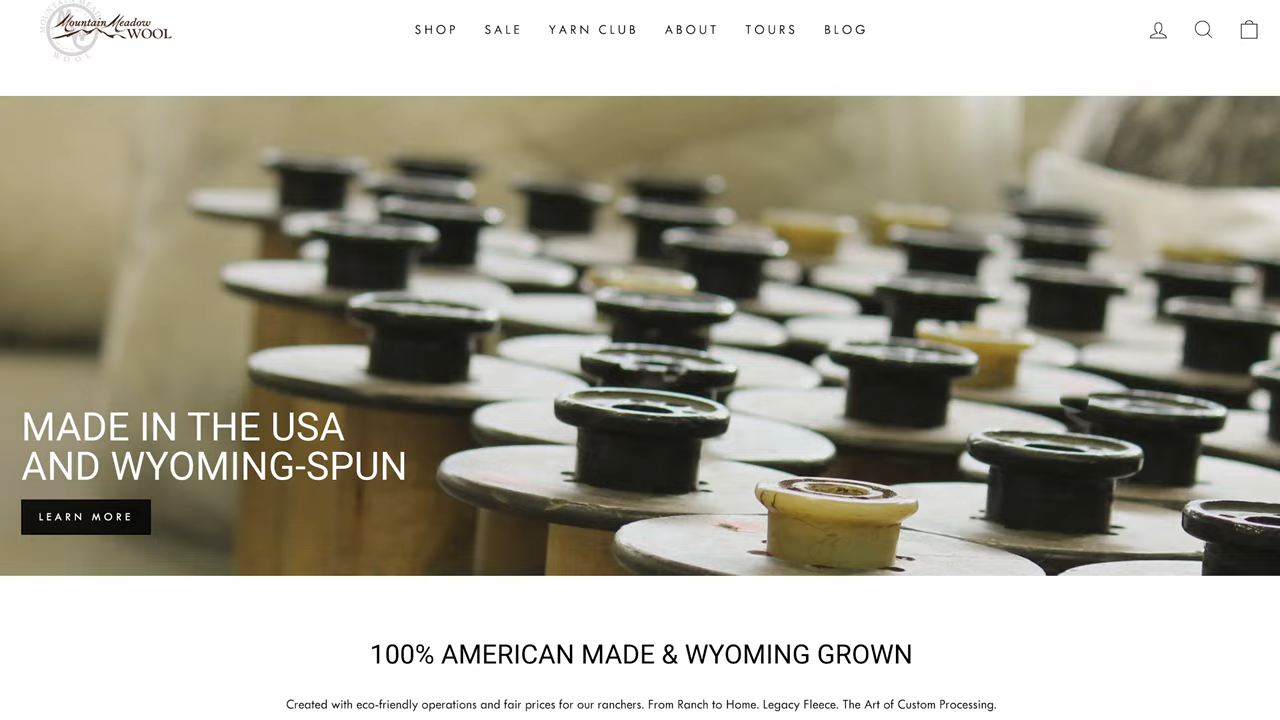 Mountain Meadow
WOOL
WOOL
SHOP SALE YARN CLUB ABOUT TOURS BLOG
MADE IN THE USA
AND WYOMING-SPUN
LEARN MORE
100% AMERICAN MADE & WYOMING GROWN
Created with eco-friendly operations and fair prices for our ranchers. From Ranch to Home. Legacy Fleece. The Art of Custom Processing.